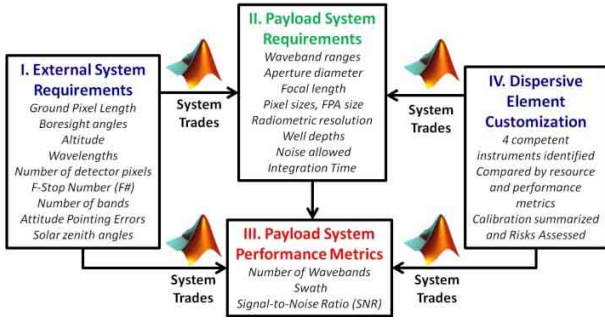 I. External System
Requirements
Ground Pixel Length
Boresight angles
Altitude
Wavelengths
Number of detector pixels
F-Stop Number (F#)
Number of bands
Attitude Pointing Errors
Solar zenith angles
System
Trades
II. Payload System
Requirements
Waveband ranges
Aperture diameter
Focal length
Pixel sizes, FPA size
Radiometric resolution
Well depths
Noise allowed
Integration Time
System
Trades
IV. Dispersive
Element
Customization
4 competent
instruments identified
Compared by resource
and performance
metrics
Calibration summarized
and Risks Assessed
System
Trades
III. Payload System
Performance Metrics
Number of Wavebands
Swath
Signal-to-Noise Ratio (SNR)
System
Trades